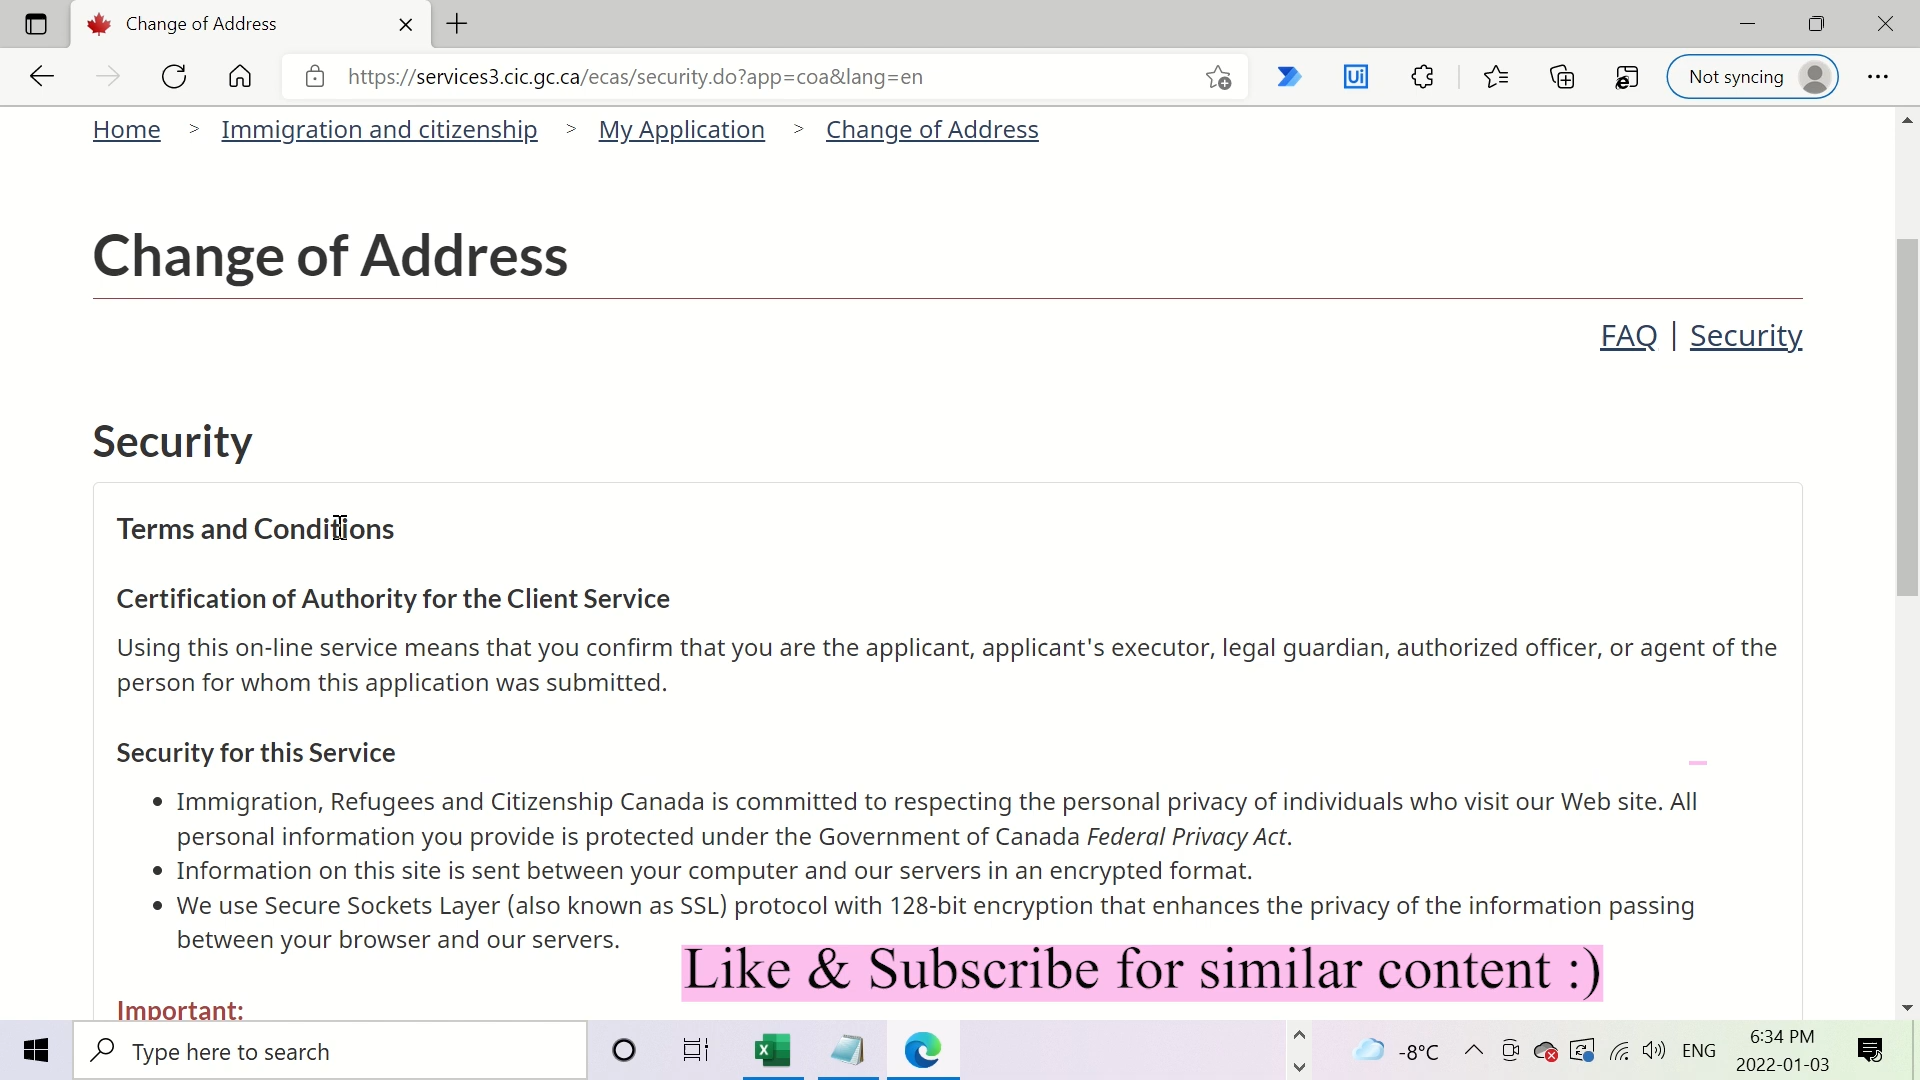 Change of Address
https://services3.cic.gc.ca/ecas/security.do?app=coa&lang=en
Not syncing
Home > Immigration and citizenship > My Application > Change of Address
Change of Address
FAQ | Security
Security
Terms and Conditions
Certification of Authority for the Client Service
Using this on-line service means that you confirm that you are the applicant, applicant's executor, legal guardian, authorized officer, or agent of the
person for whom this application was submitted.
Security for this Service
• Immigration, Refugees and Citizenship Canada is committed to respecting the personal privacy of individuals who visit our Web site. All
personal information you provide is protected under the Government of Canada Federal Privacy Act.
• Information on this site is sent between your computer and our servers in an encrypted format.
• We use Secure Sockets Layer (also known as SSL) protocol with 128-bit encryption that enhances the privacy of the information passing
between your browser and our servers.
Like & Subscribe for similar content :)
Important:
Type here to search
-8°C
ENG
6:34 PM
2022-01-03